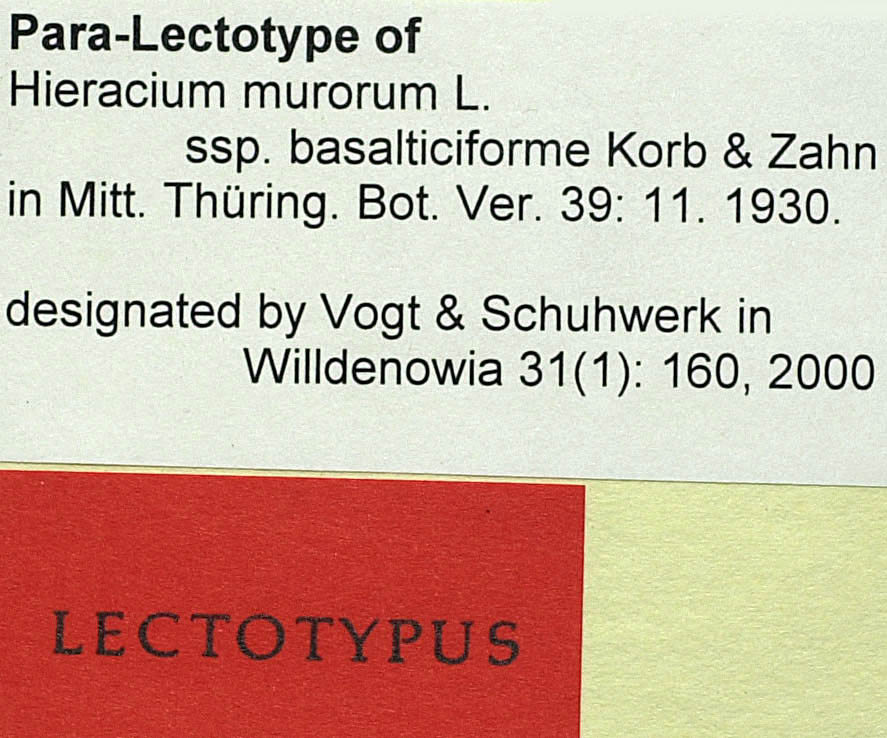 Para-Lectotype of
Hieracium murorum L.
ssp. basalticiforme Korb & Zahn
in Mitt. Thüring. Bot. Ver. 39: 11. 1930.
designated by Vogt & Schuhwerk in
Willdenowia 31(1): 160, 2000
LECTOTYPUS